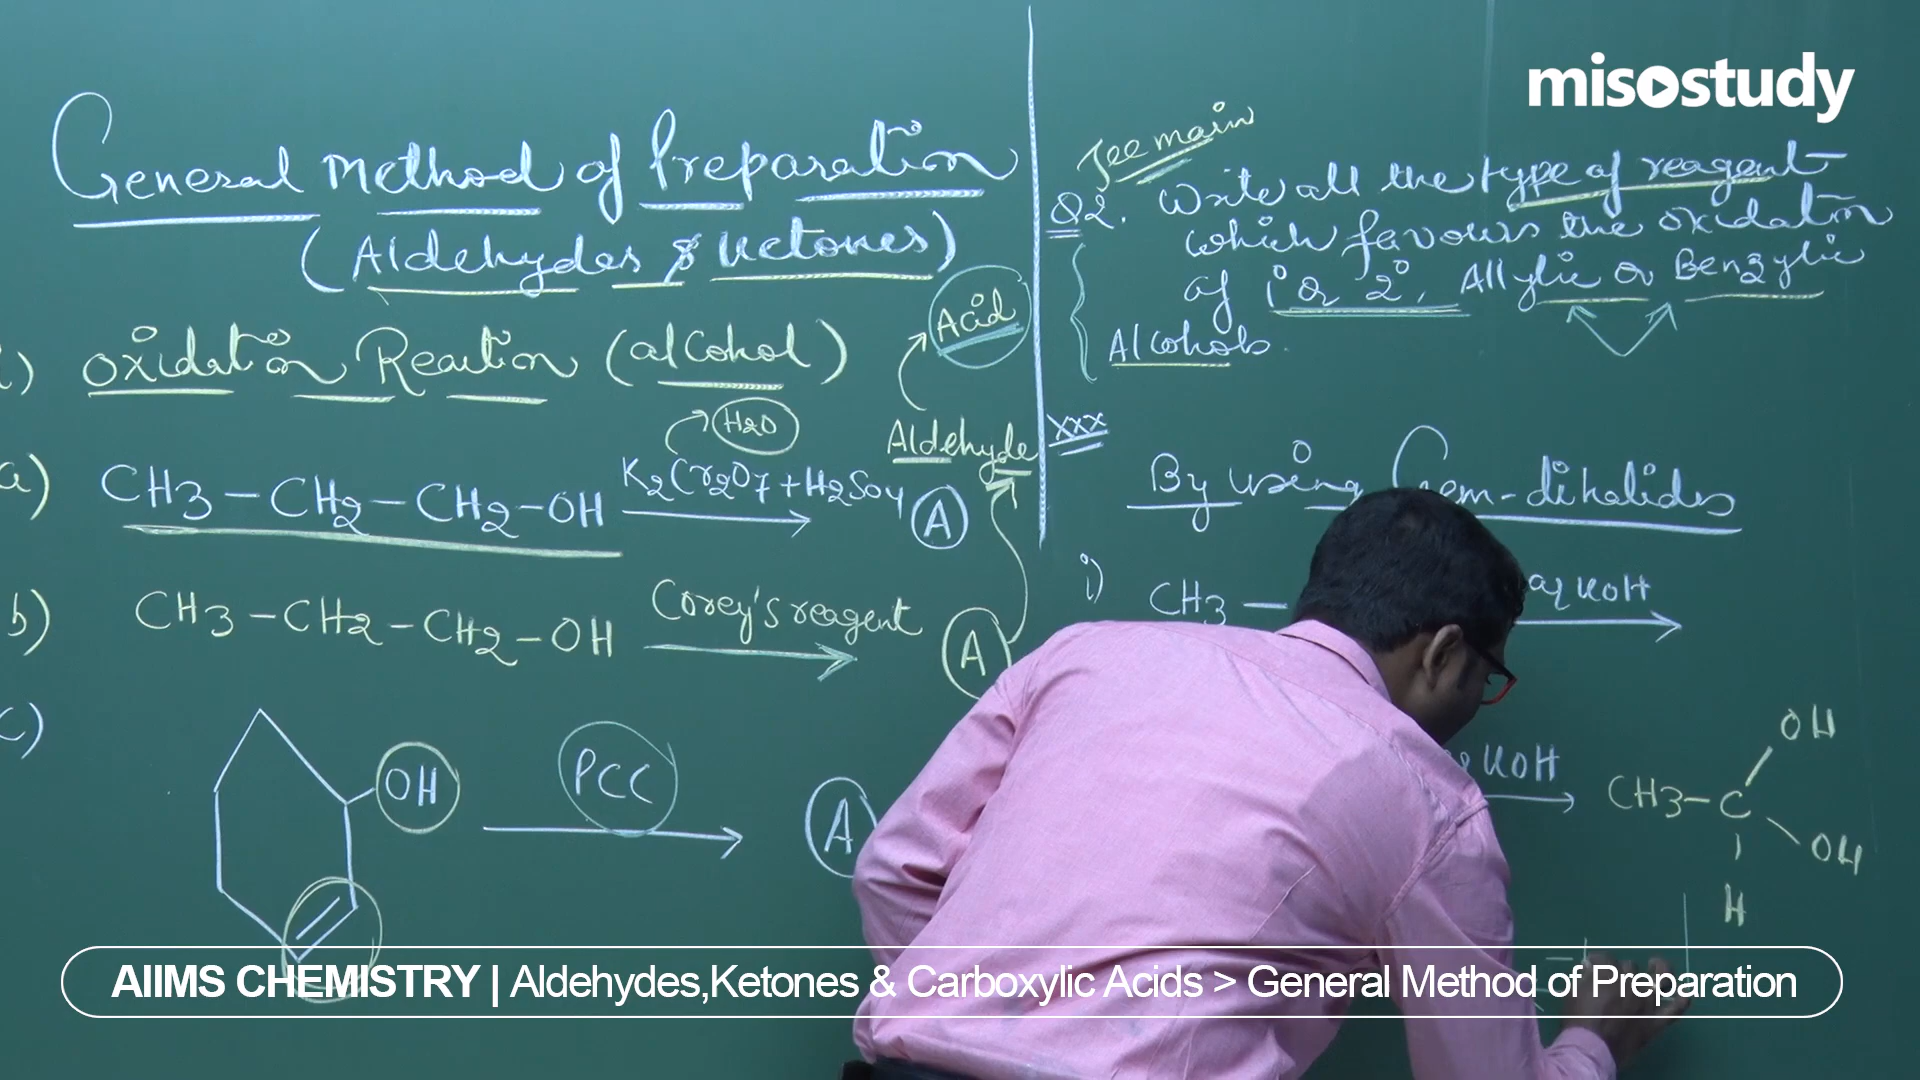 misostudy
General Method of Preparation
(Aldehydes & Ketones)
i) Oxidation Reaction (alcohol)
Acid
H2O
Aldehyde
a) CH3-CH2-CH2-OH K2Cr2O7+H2SO4 A
b) CH3-CH2-CH2-OH Corey's reagent A
c) OH PCC A
Jee main
Q2. Write all the type of reagent
which favours the oxidation
of 1° or 2°, Allylic or Benzylic
Alcohols.
xxx
By using Gem-dihalides
i) CH3 - aq KOH
KOH CH3-C
OH
OH
H
AIIMS CHEMISTRY | Aldehydes,Ketones & Carboxylic Acids > General Method of Preparation